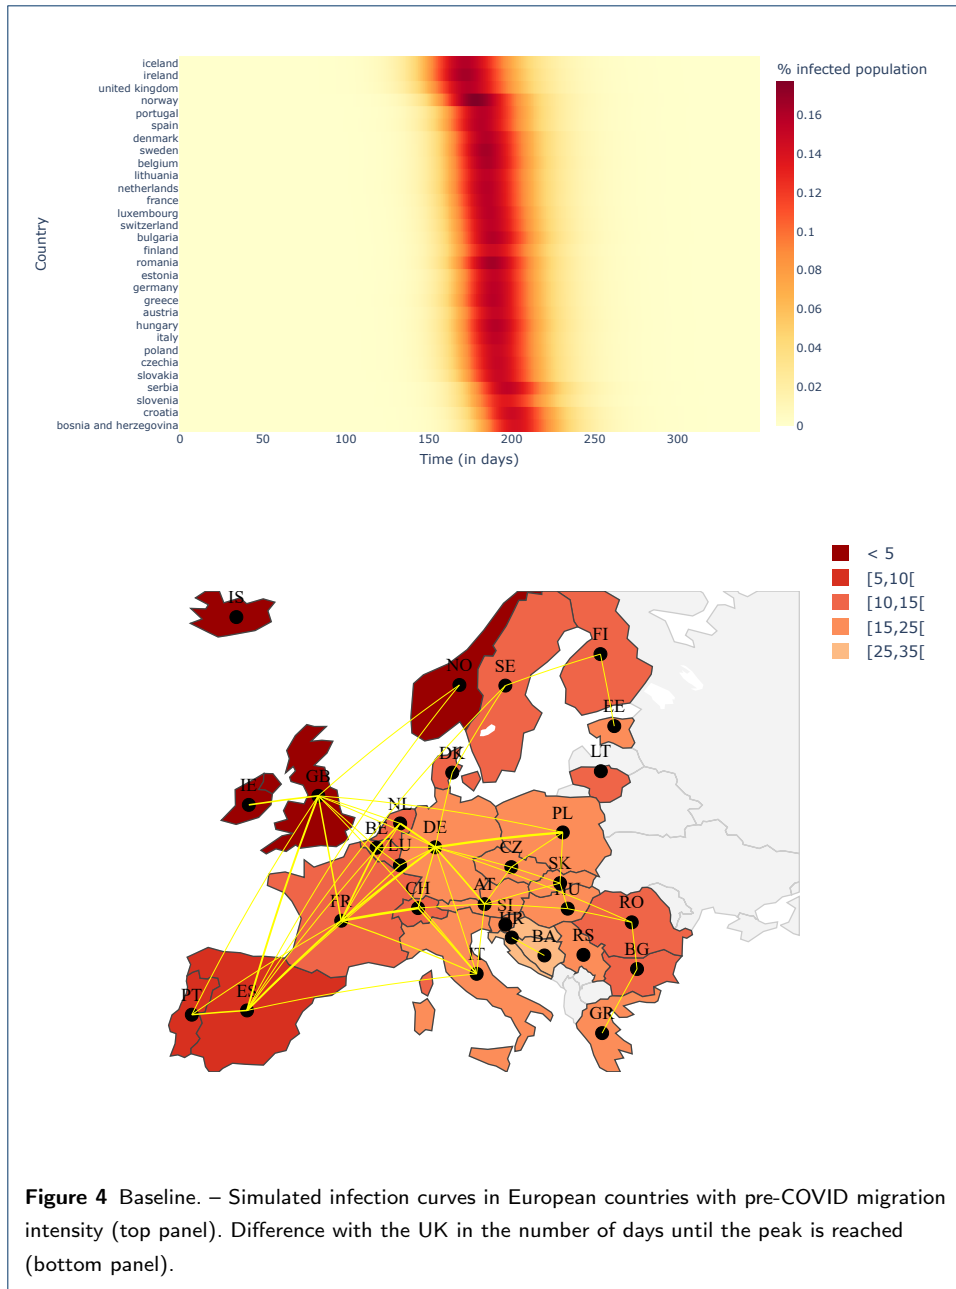 % infected population
iceland
ireland
united kingdom
norway
portugal
spain
denmark
sweden
belgium
lithuania
netherlands
france
luxembourg
switzerland
bulgaria
finland
romania
estonia
germany
greece
austria
hungary
italy
poland
czechia
slovakia
serbia
slovenia
croatia
bosnia and herzegovina
Country
0 50 100 150 200 250 300
Time (in days)
0.16
0.14
0.12
0.1
0.08
0.06
0.04
0.02
0
< 5
[5,10[
[10,15[
[15,25[
[25,35[
IS
NO
SE
FI
EE
LT
DK
IE
GB
NL
BE
DE
LU
PL
CZ
SK
HU
FR
CH
AT
SI
HR
BA
RS
RO
BG
IT
PT
ES
GR
Figure 4 Baseline. – Simulated infection curves in European countries with pre-COVID migration
intensity (top panel). Difference with the UK in the number of days until the peak is reached
(bottom panel).